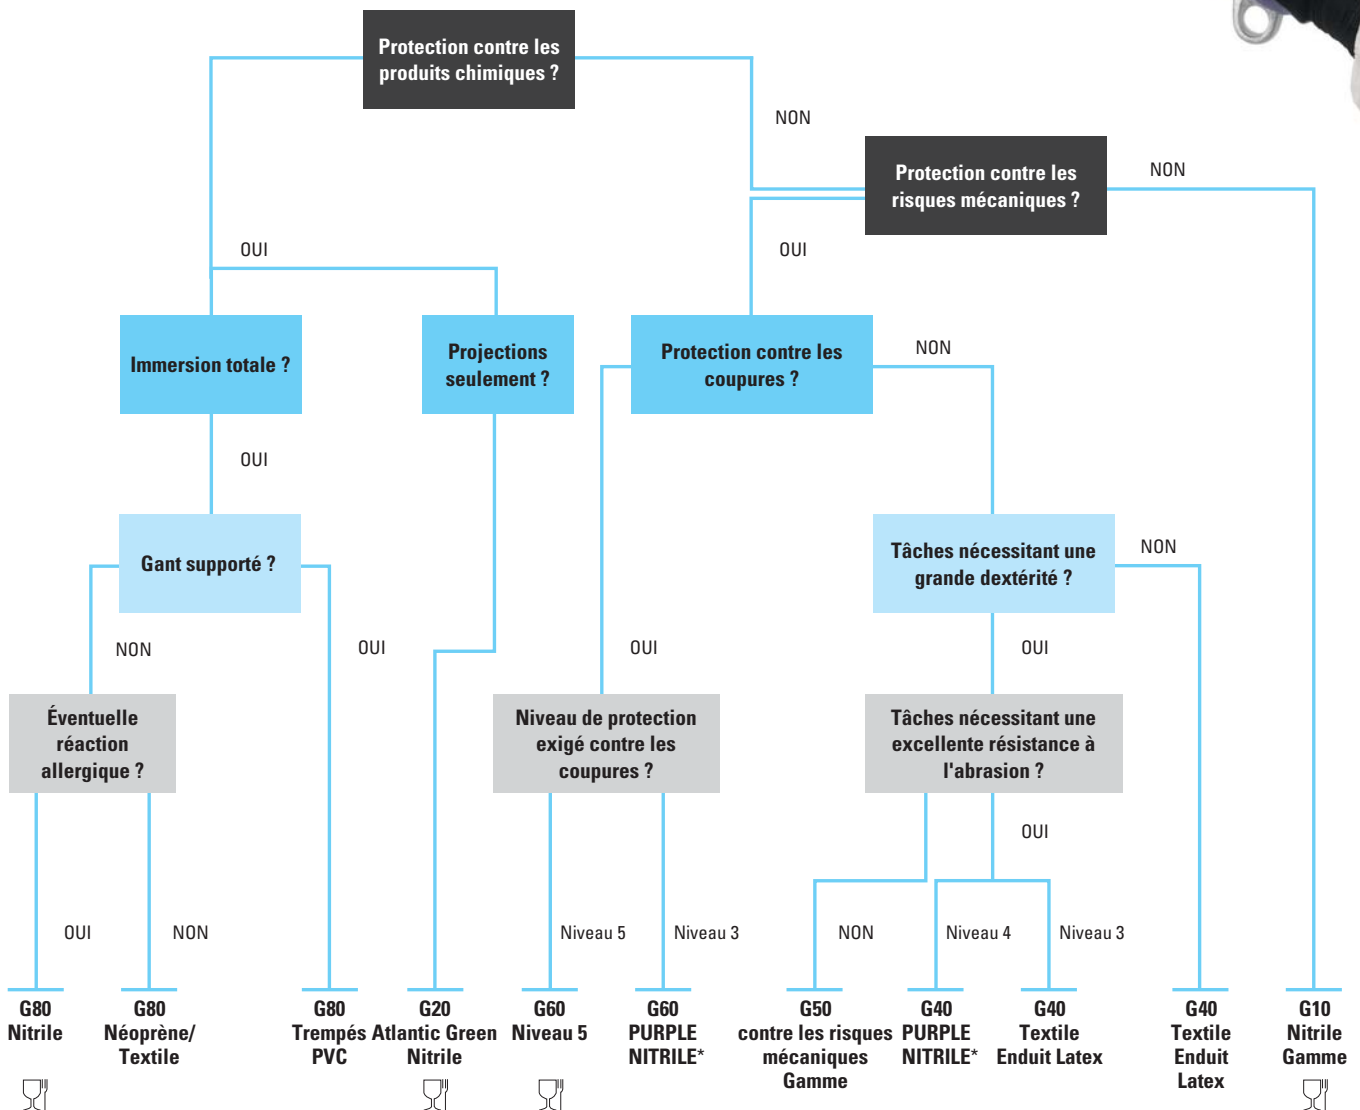 Protection contre les
produits chimiques ?
NON
Protection contre les
risques mécaniques ?
NON
OUI
OUI
Immersion totale ?
Projections
seulement ?
Protection contre les
coupures ?
NON
OUI
Gant supporté ?
Tâches nécessitant une
grande dextérité ?
NON
NON
OUI
OUI
OUI
Éventuelle
réaction
allergique ?
Niveau de protection
exigé contre les
coupures ?
Tâches nécessitant une
excellente résistance à
l'abrasion ?
OUI
OUI
NON
Niveau 5
Niveau 3
NON
Niveau 4
Niveau 3
G80
Nitrile
G80
Néoprène/
Textile
G80
Trempés
PVC
G20
Atlantic Green
Nitrile
G60
Niveau 5
G60
PURPLE
NITRILE*
G50
contre les risques
mécaniques
Gamme
G40
PURPLE
NITRILE*
G40
Textile
Enduit Latex
G40
Textile
Enduit
Latex
G10
Nitrile
Gamme